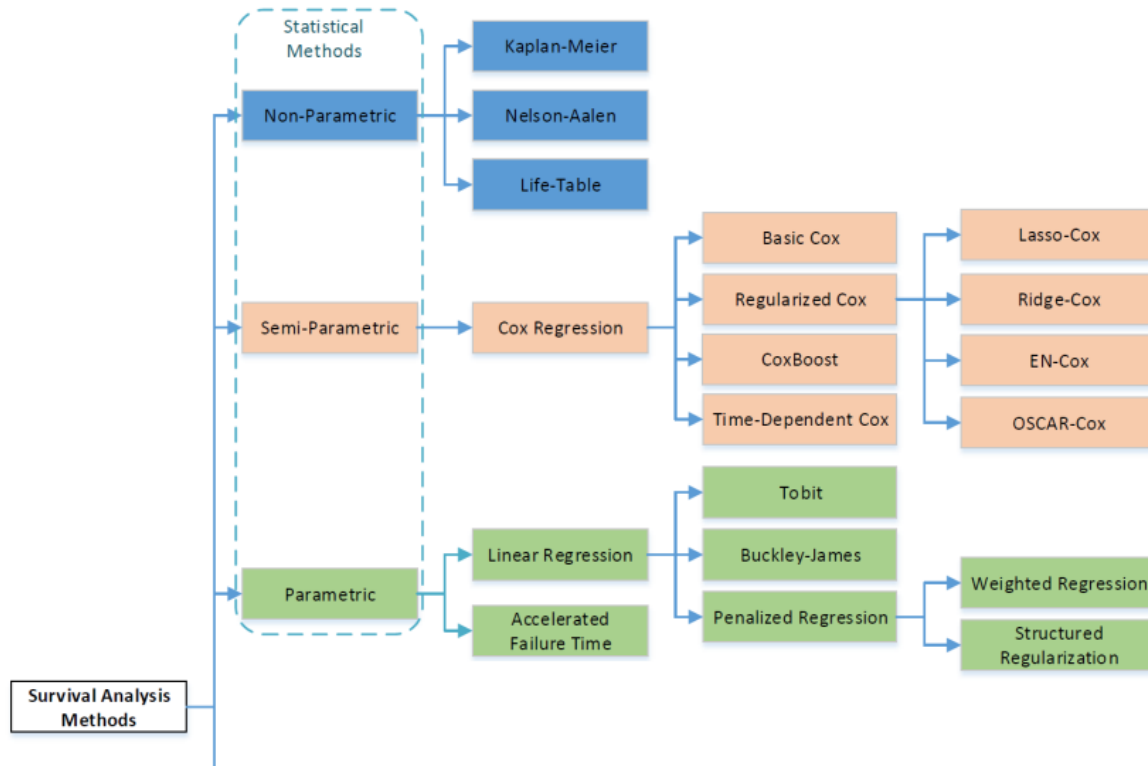 Statistical
Methods
Kaplan-Meier
Non-Parametric
Nelson-Aalen
Life-Table
Basic Cox
Lasso-Cox
Semi-Parametric
Cox Regression
Regularized Cox
Ridge-Cox
CoxBoost
EN-Cox
Time-Dependent Cox
OSCAR-Cox
Tobit
Linear Regression
Buckley-James
Parametric
Penalized Regression
Weighted Regression
Accelerated
Failure Time
Structured
Regularization
Survival Analysis
Methods